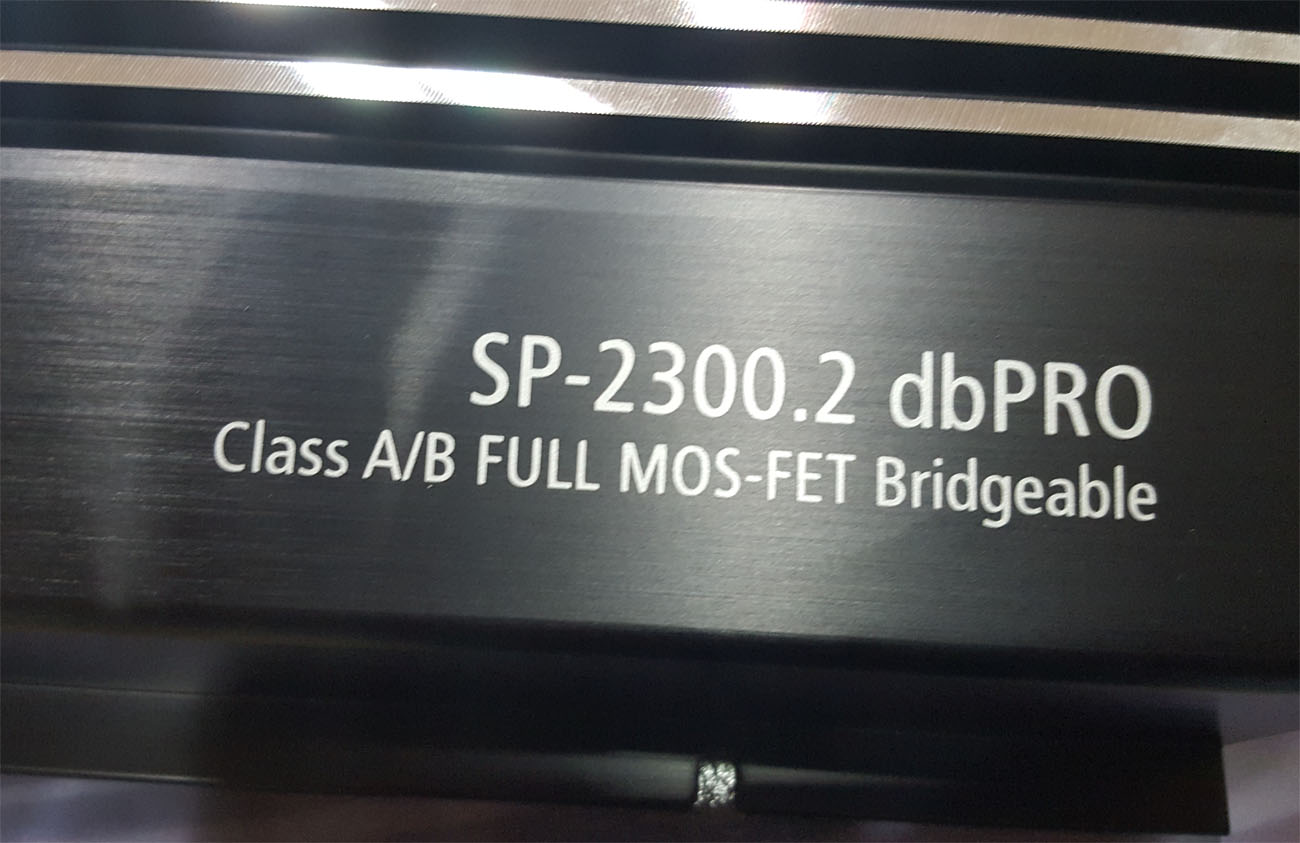 SP-2300.2 dbPRO
Class A/B FULL MOS-FET Bridgeable